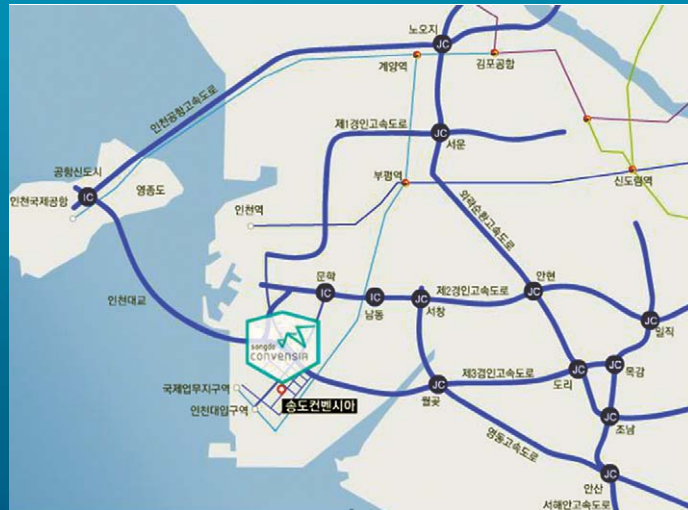 노오지
JC
계양역
김포공항
인천공항고속도로
제1경인고속도로
JC
서운
공항신도시
IC
영종도
인천국제공항
부평역
신도림역
인천역
외곽순환고속도로
문학
IC
IC
남동
JC
서창
제2경인고속도로
안현
JC
인천대교
JC
일직
songdo
convensia
국제업무지구역
인천대입구역
송도컨벤시아
JC
월곶
제3경인고속도로
JC
도리
JC
목감
JC
조남
영동고속도로
JC
안산
서해안고속도로